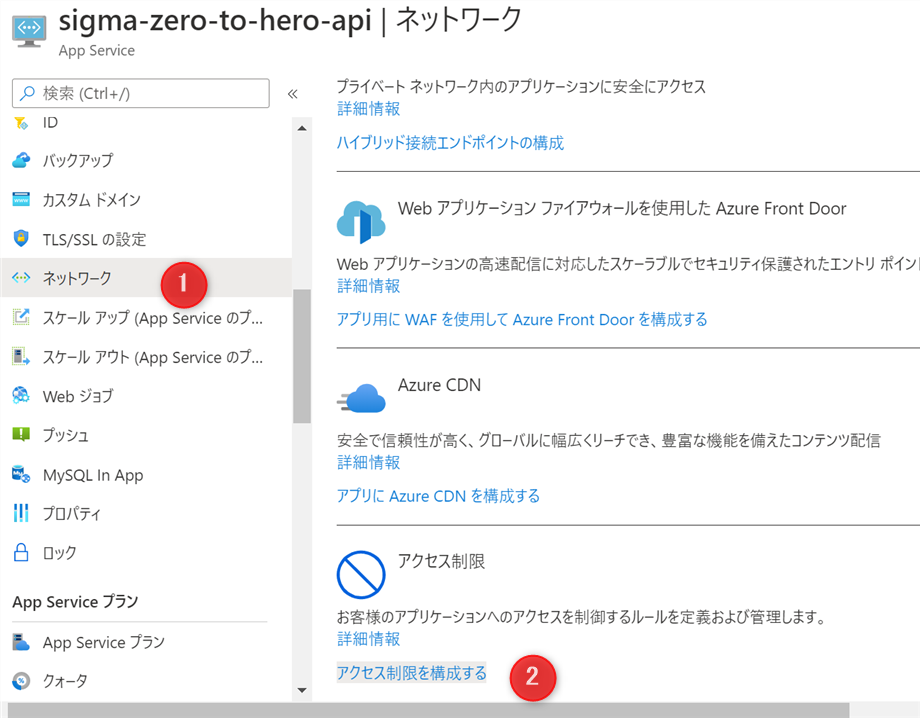 sigma-zero-to-hero-api | ネットワーク
App Service
検索 (Ctrl+/)
ID
バックアップ
カスタム ドメイン
TLS/SSL の設定
ネットワーク
1
スケール アップ (App Service のプ...
スケール アウト (App Service のプ...
Web ジョブ
プッシュ
MySQL In App
プロパティ
ロック
App Service プラン
App Service プラン
クォータ
プライベート ネットワーク内のアプリケーションに安全にアクセス
詳細情報
ハイブリッド接続エンドポイントの構成
Web アプリケーション ファイアウォールを使用した Azure Front Door
Web アプリケーションの高速配信に対応したスケーラブルでセキュリティ保護されたエントリ ポイン
詳細情報
アプリ用に WAF を使用して Azure Front Door を構成する
Azure CDN
安全で信頼性が高く、グローバルに幅広くリーチでき、豊富な機能を備えたコンテンツ配信
詳細情報
アプリに Azure CDN を構成する
アクセス制限
お客様のアプリケーションへのアクセスを制御するルールを定義および管理します。
詳細情報
アクセス制限を構成する
2